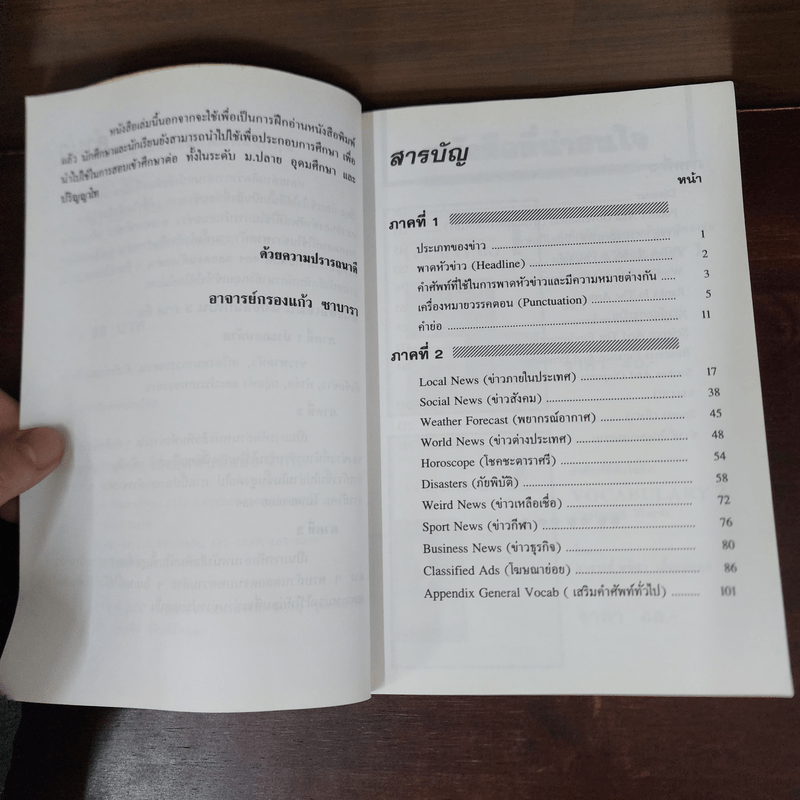 หนังสือเล่มนี้นอกจากจะใช้เพื่อเป็นการฝึกอ่านหนังสือพิมพ์
แล้ว นักศึกษาและนักเรียนยังสามารถนำไปใช้เพื่อประกอบการศึกษา เพื่อ
นำไปใช้ในการสอบเข้าศึกษาต่อ ทั้งในระดับ ม.ปลาย อุดมศึกษา และ
ปริญญาโท
ด้วยความปรารถนาดี
อาจารย์กรองแก้ว ซาบารา
สารบัญ
หน้า
ภาคที่ 1
ประเภทของข่าว ........ 1
พาดหัวข่าว (Headline) ........ 2
คำศัพท์ที่ใช้ในการพาดหัวข่าวและมีความหมายต่างกัน ..... 3
เครื่องหมายวรรคตอน (Punctuation) ........ 5
คำย่อ ........ 11
ภาคที่ 2
Local News (ข่าวภายในประเทศ) ........ 17
Social News (ข่าวสังคม) ........ 38
Weather Forecast (พยากรณ์อากาศ) ........ 45
World News (ข่าวต่างประเทศ) ........ 48
Horoscope (โชคชะตาราศรี) ........ 54
Disasters (ภัยพิบัติ) ........ 58
Weird News (ข่าวเหลือเชื่อ) ........ 72
Sport News (ข่าวกีฬา) ........ 76
Business News (ข่าวธุรกิจ) ........ 80
Classified Ads (โฆษณาย่อย) ........ 86
Appendix General Vocab ( เสริมคำศัพท์ทั่วไป) ........ 101